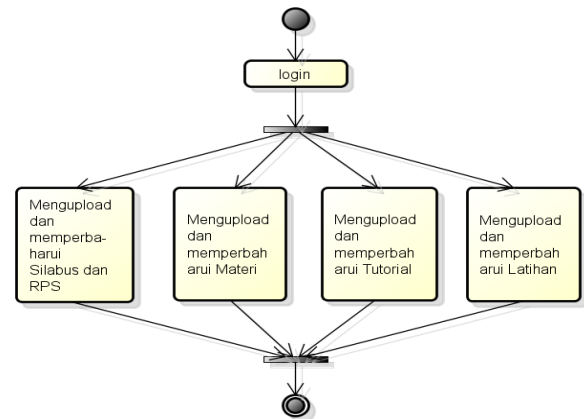 login
Mengupload
dan
memperba-
harui
Silabus dan
RPS
Mengupload
dan
memperbah
arui Materi
Mengupload
dan
memperbah
arui Tutorial
Mengupload
dan
memperbah
arui Latihan